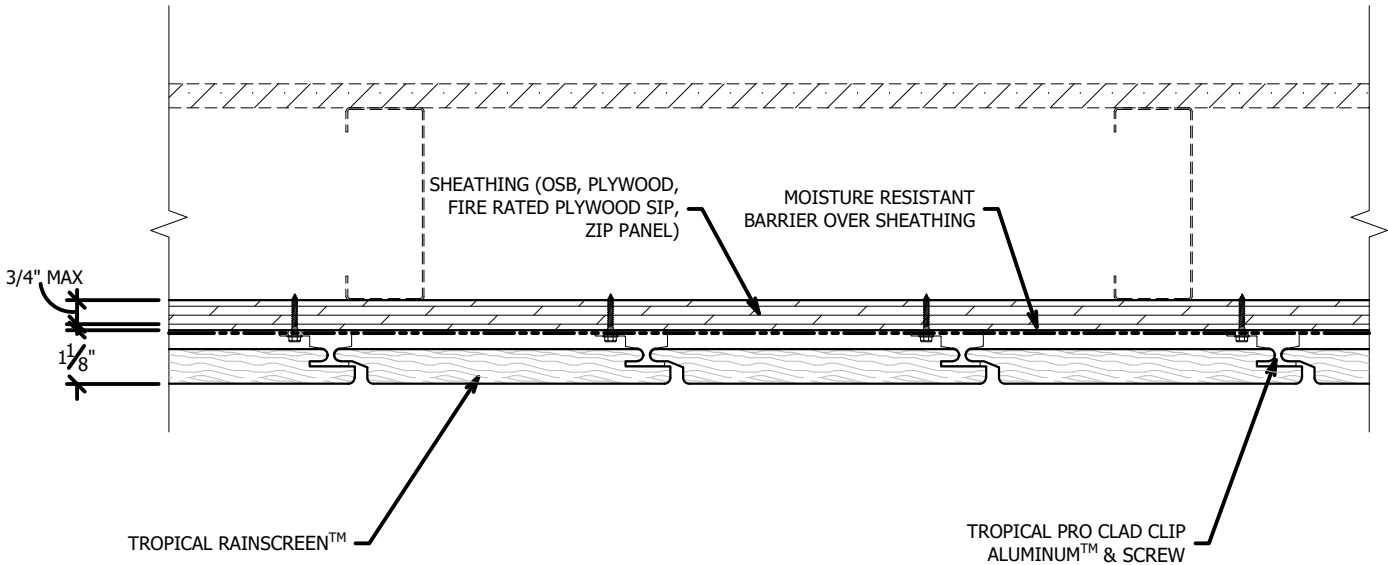 SHEATHING (OSB, PLYWOOD,
FIRE RATED PLYWOOD SIP,
ZIP PANEL)
MOISTURE RESISTANT
BARRIER OVER SHEATHING
3/4" MAX
1 1/8"
TROPICAL RAINSCREEN™
TROPICAL PRO CLAD CLIP
ALUMINUM™ & SCREW